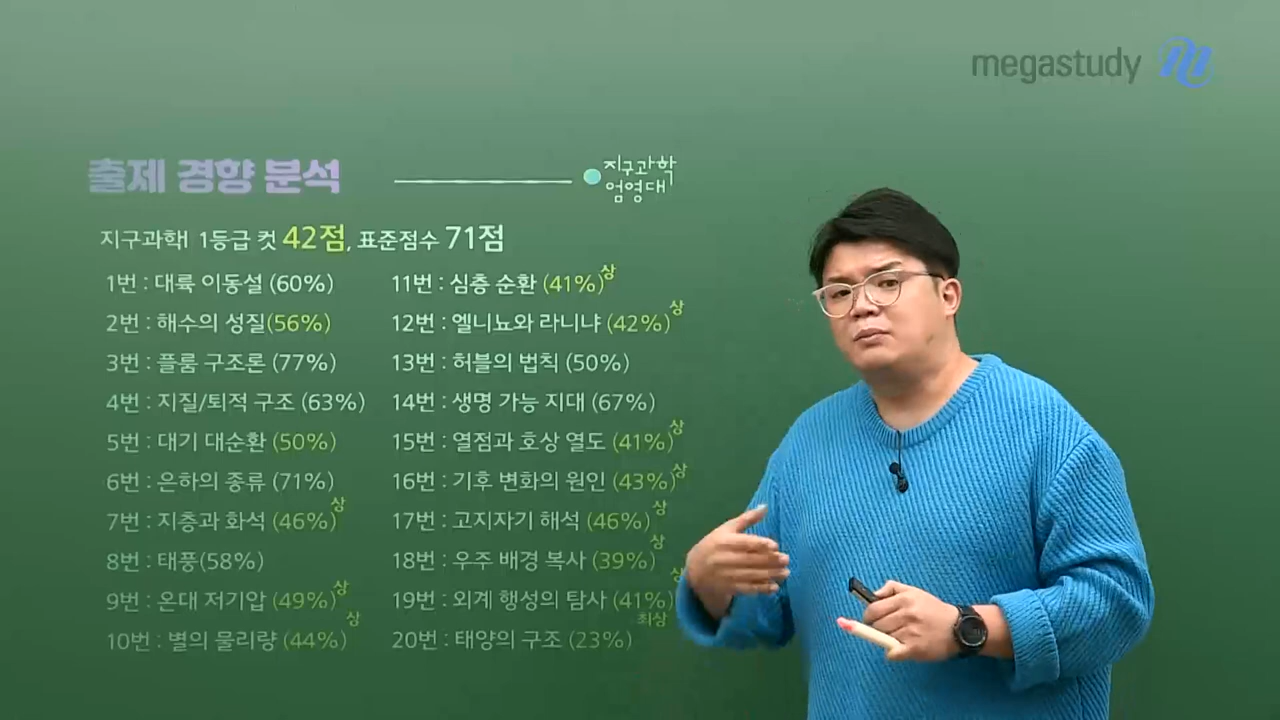 megastudy
출제 경향 분석
지구과학
엄영대
지구과학Ⅰ 1등급 컷 42점, 표준점수 71점
1번 : 대륙 이동설 (60%)
2번 : 해수의 성질(56%)
3번 : 플룸 구조론 (77%)
4번 : 지질/퇴적 구조 (63%)
5번 : 대기 대순환 (50%)
6번 : 은하의 종류 (71%)
7번 : 지층과 화석 (46%)상
8번 : 태풍(58%)
9번 : 온대 저기압 (49%)상
10번 : 별의 물리량 (44%)상
11번 : 심층 순환 (41%)상
12번 : 엘니뇨와 라니냐 (42%)상
13번 : 허블의 법칙 (50%)
14번 : 생명 가능 지대 (67%)
15번 : 열점과 호상 열도 (41%)상
16번 : 기후 변화의 원인 (43%)상
17번 : 고지자기 해석 (46%)상
18번 : 우주 배경 복사 (39%)상
19번 : 외계 행성의 탐사 (41%)상
20번 : 태양의 구조 (23%)최상